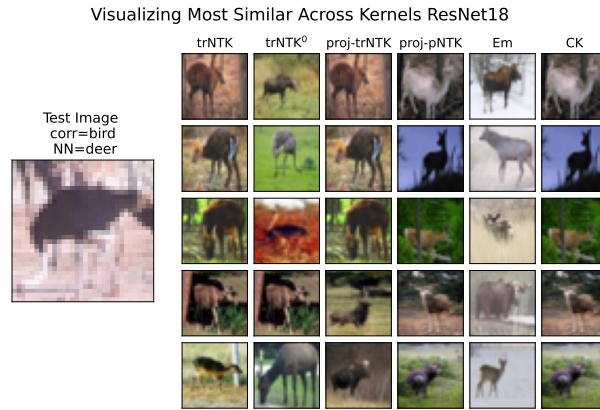 Visualizing Most Similar Across Kernels ResNet18
trNTK trNTK⁰ proj-trNTK proj-pNTK Em CK
Test Image
corr=bird
NN=deer